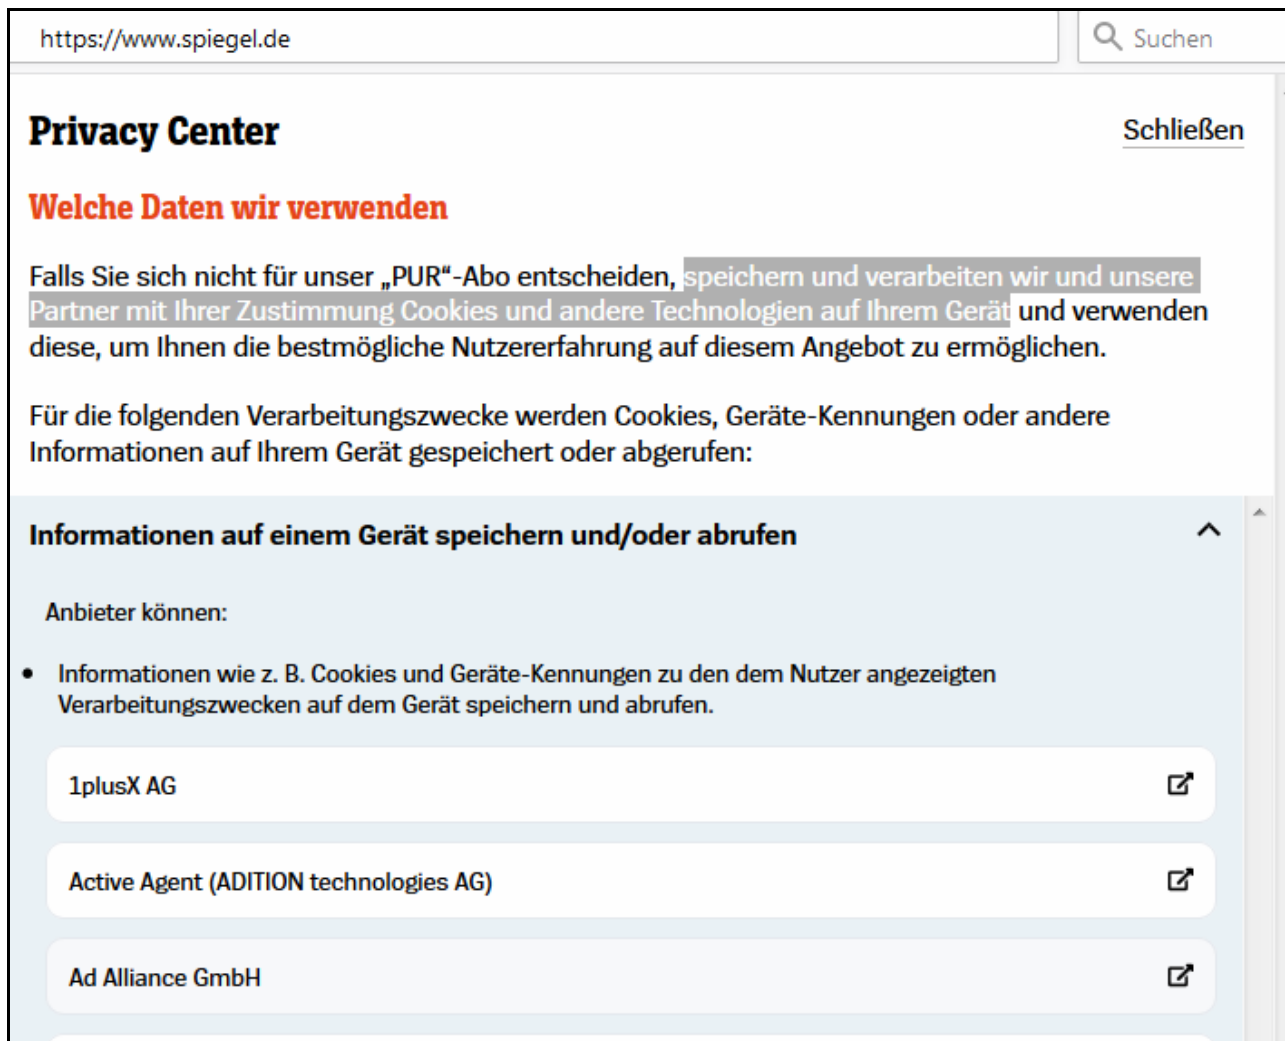 https://www.spiegel.de
Suchen
Privacy Center
Schließen
Welche Daten wir verwenden
Falls Sie sich nicht für unser „PUR“-Abo entscheiden, speichern und verarbeiten wir und unsere
Partner mit Ihrer Zustimmung Cookies und andere Technologien auf Ihrem Gerät und verwenden
diese, um Ihnen die bestmögliche Nutzererfahrung auf diesem Angebot zu ermöglichen.
Für die folgenden Verarbeitungszwecke werden Cookies, Geräte-Kennungen oder andere
Informationen auf Ihrem Gerät gespeichert oder abgerufen:
Informationen auf einem Gerät speichern und/oder abrufen
Anbieter können:
• Informationen wie z. B. Cookies und Geräte-Kennungen zu den dem Nutzer angezeigten
Verarbeitungszwecken auf dem Gerät speichern und abrufen.
1plusX AG
Active Agent (ADITION technologies AG)
Ad Alliance GmbH